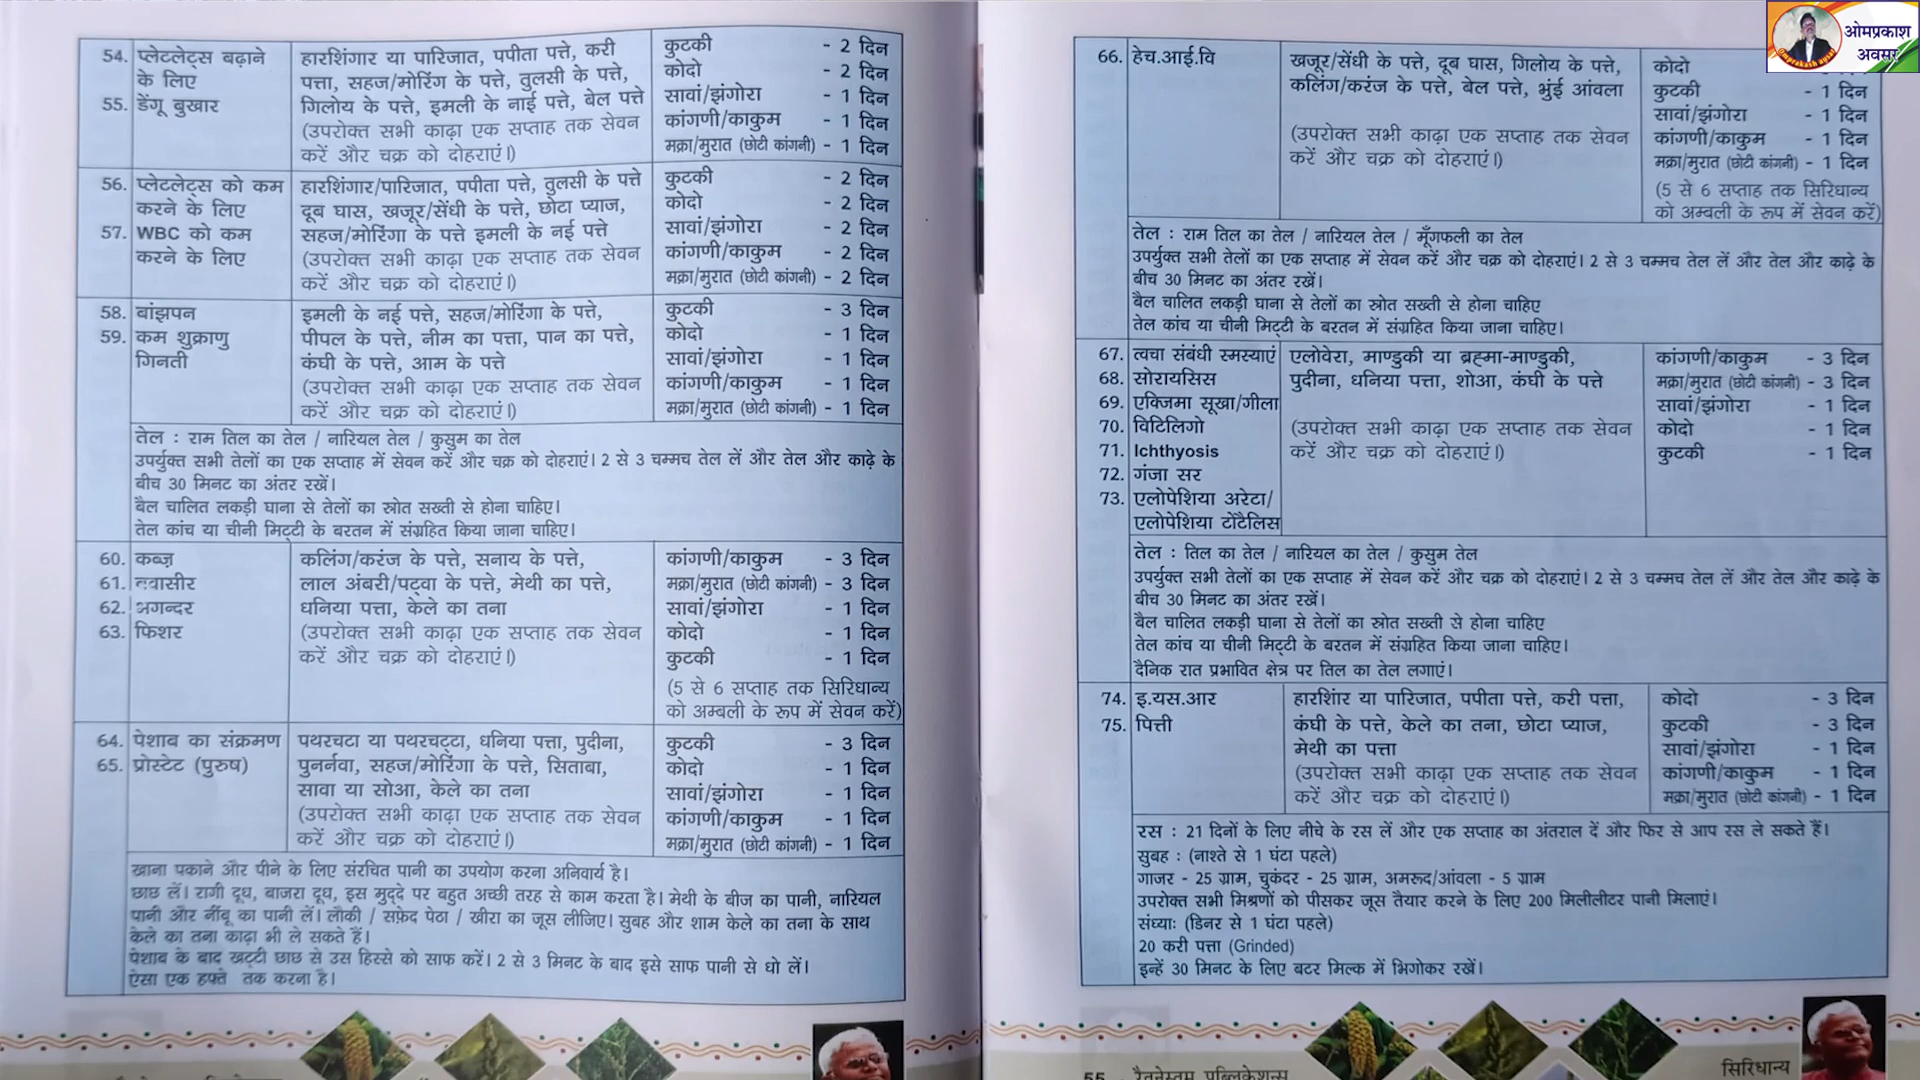 54. प्लेटलेट्स बढ़ाने के लिए
55. डेंगू बुखार
हारशिंगार या पारिजात, पपीता पत्ते, करी
पत्ता, सहज/मोरिंग के पत्ते, तुलसी के पत्ते,
गिलोय के पत्ते, इमली के नाई पत्ते, बेल पत्ते
(उपरोक्त सभी काढ़ा एक सप्ताह तक सेवन
करें और चक्र को दोहराएं।)
कुटकी - 2 दिन
कोदो - 2 दिन
सावां/झंगोरा - 1 दिन
कांगणी/काकुम - 1 दिन
मक्रा/मुरात (छोटी कांगनी) - 1 दिन
56. प्लेटलेट्स को कम
करने के लिए
57. WBC को कम
करने के लिए
हारशिंगार/पारिजात, पपीता पत्ते, तुलसी के पत्ते
दूब घास, खजूर/सेंधी के पत्ते, छोटा प्याज,
सहज/मोरिंगा के पत्ते इमली के नई पत्ते
(उपरोक्त सभी काढ़ा एक सप्ताह तक सेवन
करें और चक्र को दोहराएं।)
कुटकी - 2 दिन
कोदो - 2 दिन
सावां/झंगोरा - 2 दिन
कांगणी/काकुम - 2 दिन
मक्रा/मुरात (छोटी कांगनी) - 2 दिन
58. बांझपन
59. कम शुक्राणु
गिनती
इमली के नई पत्ते, सहज/मोरिंगा के पत्ते,
पीपल के पत्ते, नीम का पत्ता, पान का पत्ते,
कंघी के पत्ते, आम के पत्ते
(उपरोक्त सभी काढ़ा एक सप्ताह तक सेवन
करें और चक्र को दोहराएं।)
कुटकी - 3 दिन
कोदो - 1 दिन
सावां/झंगोरा - 1 दिन
कांगणी/काकुम - 1 दिन
मक्रा/मुरात (छोटी कांगनी) - 1 दिन
तेल : राम तिल का तेल / नारियल तेल / कुसुम का तेल
उपर्युक्त सभी तेलों का एक सप्ताह में सेवन करें और चक्र को दोहराएं। 2 से 3 चम्मच तेल लें और तेल और काढ़े के
बीच 30 मिनट का अंतर रखें।
बैल चालित लकड़ी घाना से तेलों का स्रोत सख्ती से होना चाहिए।
तेल कांच या चीनी मिट्टी के बरतन में संग्रहित किया जाना चाहिए।
60. कब्ज़
61. बवासीर
62. भगन्दर
63. फिशर
कलिंग/करंज के पत्ते, सनाय के पत्ते,
लाल अंबरी/पट्वा के पत्ते, मेथी का पत्ते,
धनिया पत्ता, केले का तना
(उपरोक्त सभी काढ़ा एक सप्ताह तक सेवन
करें और चक्र को दोहराएं।)
कांगणी/काकुम - 3 दिन
मक्रा/मुरात (छोटी कांगनी) - 3 दिन
सावां/झंगोरा - 1 दिन
कोदो - 1 दिन
कुटकी - 1 दिन
(5 से 6 सप्ताह तक सिरिधान्य
को अम्बली के रूप में सेवन करें)
64. पेशाब का संक्रमण
65. प्रोस्टेट (पुरुष)
पथरचटा या पथरचट्टा, धनिया पत्ता, पुदीना,
पुनर्नवा, सहज/मोरिंगा के पत्ते, सिताबा,
सावा या सोआ, केले का तना
(उपरोक्त सभी काढ़ा एक सप्ताह तक सेवन
करें और चक्र को दोहराएं।)
कुटकी - 3 दिन
कोदो - 1 दिन
सावां/झंगोरा - 1 दिन
कांगणी/काकुम - 1 दिन
मक्रा/मुरात (छोटी कांगनी) - 1 दिन
खाना पकाने और पीने के लिए संरचित पानी का उपयोग करना अनिवार्य है।
छाछ लें। रागी दूध, बाजरा दूध, इस मुद्दे पर बहुत अच्छी तरह से काम करता है। मेथी के बीज का पानी, नारियल
पानी और नींबू का पानी लें। लौकी / सफ़ेद पेठा / खीरा का जूस लीजिए। सुबह और शाम केले का तना के साथ
केले का तना काढ़ा भी ले सकते हैं।
पेशाब के बाद खट्टी छाछ से उस हिस्से को साफ करें। 2 से 3 मिनट के बाद इसे साफ पानी से धो लें।
ऐसा एक हफ्ते तक करना है।
ओमप्रकाश
अवसर
66. हेच.आई.वि
खजूर/सेंधी के पत्ते, दूब घास, गिलोय के पत्ते,
कलिंग/करंज के पत्ते, बेल पत्ते, भुंई आंवला
(उपरोक्त सभी काढ़ा एक सप्ताह तक सेवन
करें और चक्र को दोहराएं।)
कोदो
कुटकी - 1 दिन
सावां/झंगोरा - 1 दिन
कांगणी/काकुम - 1 दिन
मक्रा/मुरात (छोटी कांगनी) - 1 दिन
(5 से 6 सप्ताह तक सिरिधान्य
को अम्बली के रूप में सेवन करें)
तेल : राम तिल का तेल / नारियल तेल / मूँगफली का तेल
उपर्युक्त सभी तेलों का एक सप्ताह में सेवन करें और चक्र को दोहराएं। 2 से 3 चम्मच तेल लें और तेल और काढ़े के
बीच 30 मिनट का अंतर रखें।
बैल चालित लकड़ी घाना से तेलों का स्रोत सख्ती से होना चाहिए
तेल कांच या चीनी मिट्टी के बरतन में संग्रहित किया जाना चाहिए।
67. त्वचा संबंधी स्मस्याएं
68. सोरायसिस
69. एक्जिमा सूखा/गीला
70. विटिलिगो
71. Ichthyosis
72. गंजा सर
73. एलोपेशिया अरेटा/
एलोपेशिया टोटैलिस
एलोवेरा, माण्डुकी या ब्रह्मा-माण्डुकी,
पुदीना, धनिया पत्ता, शोआ, कंघी के पत्ते
(उपरोक्त सभी काढ़ा एक सप्ताह तक सेवन
करें और चक्र को दोहराएं।)
कांगणी/काकुम - 3 दिन
मक्रा/मुरात (छोटी कांगनी) - 3 दिन
सावां/झंगोरा - 1 दिन
कोदो - 1 दिन
कुटकी - 1 दिन
तेल : तिल का तेल / नारियल का तेल / कुसुम तेल
उपर्युक्त सभी तेलों का एक सप्ताह में सेवन करें और चक्र को दोहराएं। 2 से 3 चम्मच तेल लें और तेल और काढ़े के
बीच 30 मिनट का अंतर रखें।
बैल चालित लकड़ी घाना से तेलों का स्रोत सख्ती से होना चाहिए
तेल कांच या चीनी मिट्टी के बरतन में संग्रहित किया जाना चाहिए।
दैनिक रात प्रभावित क्षेत्र पर तिल का तेल लगाएं।
74. इ.यस.आर
75. पित्ती
हारशिंार या पारिजात, पपीता पत्ते, करी पत्ता,
कंघी के पत्ते, केले का तना, छोटा प्याज,
मेथी का पत्ता
(उपरोक्त सभी काढ़ा एक सप्ताह तक सेवन
करें और चक्र को दोहराएं।)
कोदो - 3 दिन
कुटकी - 3 दिन
सावां/झंगोरा - 1 दिन
कांगणी/काकुम - 1 दिन
मक्रा/मुरात (छोटी कांगनी) - 1 दिन
रस : 21 दिनों के लिए नीचे के रस लें और एक सप्ताह का अंतराल दें और फिर से आप रस ले सकते हैं।
सुबह : (नाश्ते से 1 घंटा पहले)
गाजर - 25 ग्राम, चुकंदर - 25 ग्राम, अमरूद/आंवला - 5 ग्राम
उपरोक्त सभी मिश्रणों को पीसकर जूस तैयार करने के लिए 200 मिलीलीटर पानी मिलाएं।
संध्या: (डिनर से 1 घंटा पहले)
20 करी पत्ता (Grinded)
इन्हें 30 मिनट के लिए बटर मिल्क में भिगोकर रखें।
55
सिरिधान्य